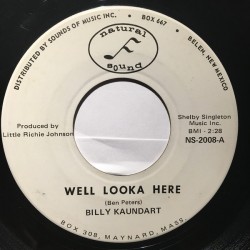 DISTRIBUTED BY SOUNDS OF MUSIC INC. • BOX 667 • BELEN, NEW MEXICO
natural
sound
Produced by
Little Richie Johnson
Shelby Singleton
Music Inc.
BMI - 2:28
NS-2008-A
WELL LOOKA HERE
(Ben Peters)
BILLY KAUNDART
BOX 308, MAYNARD, MASS.